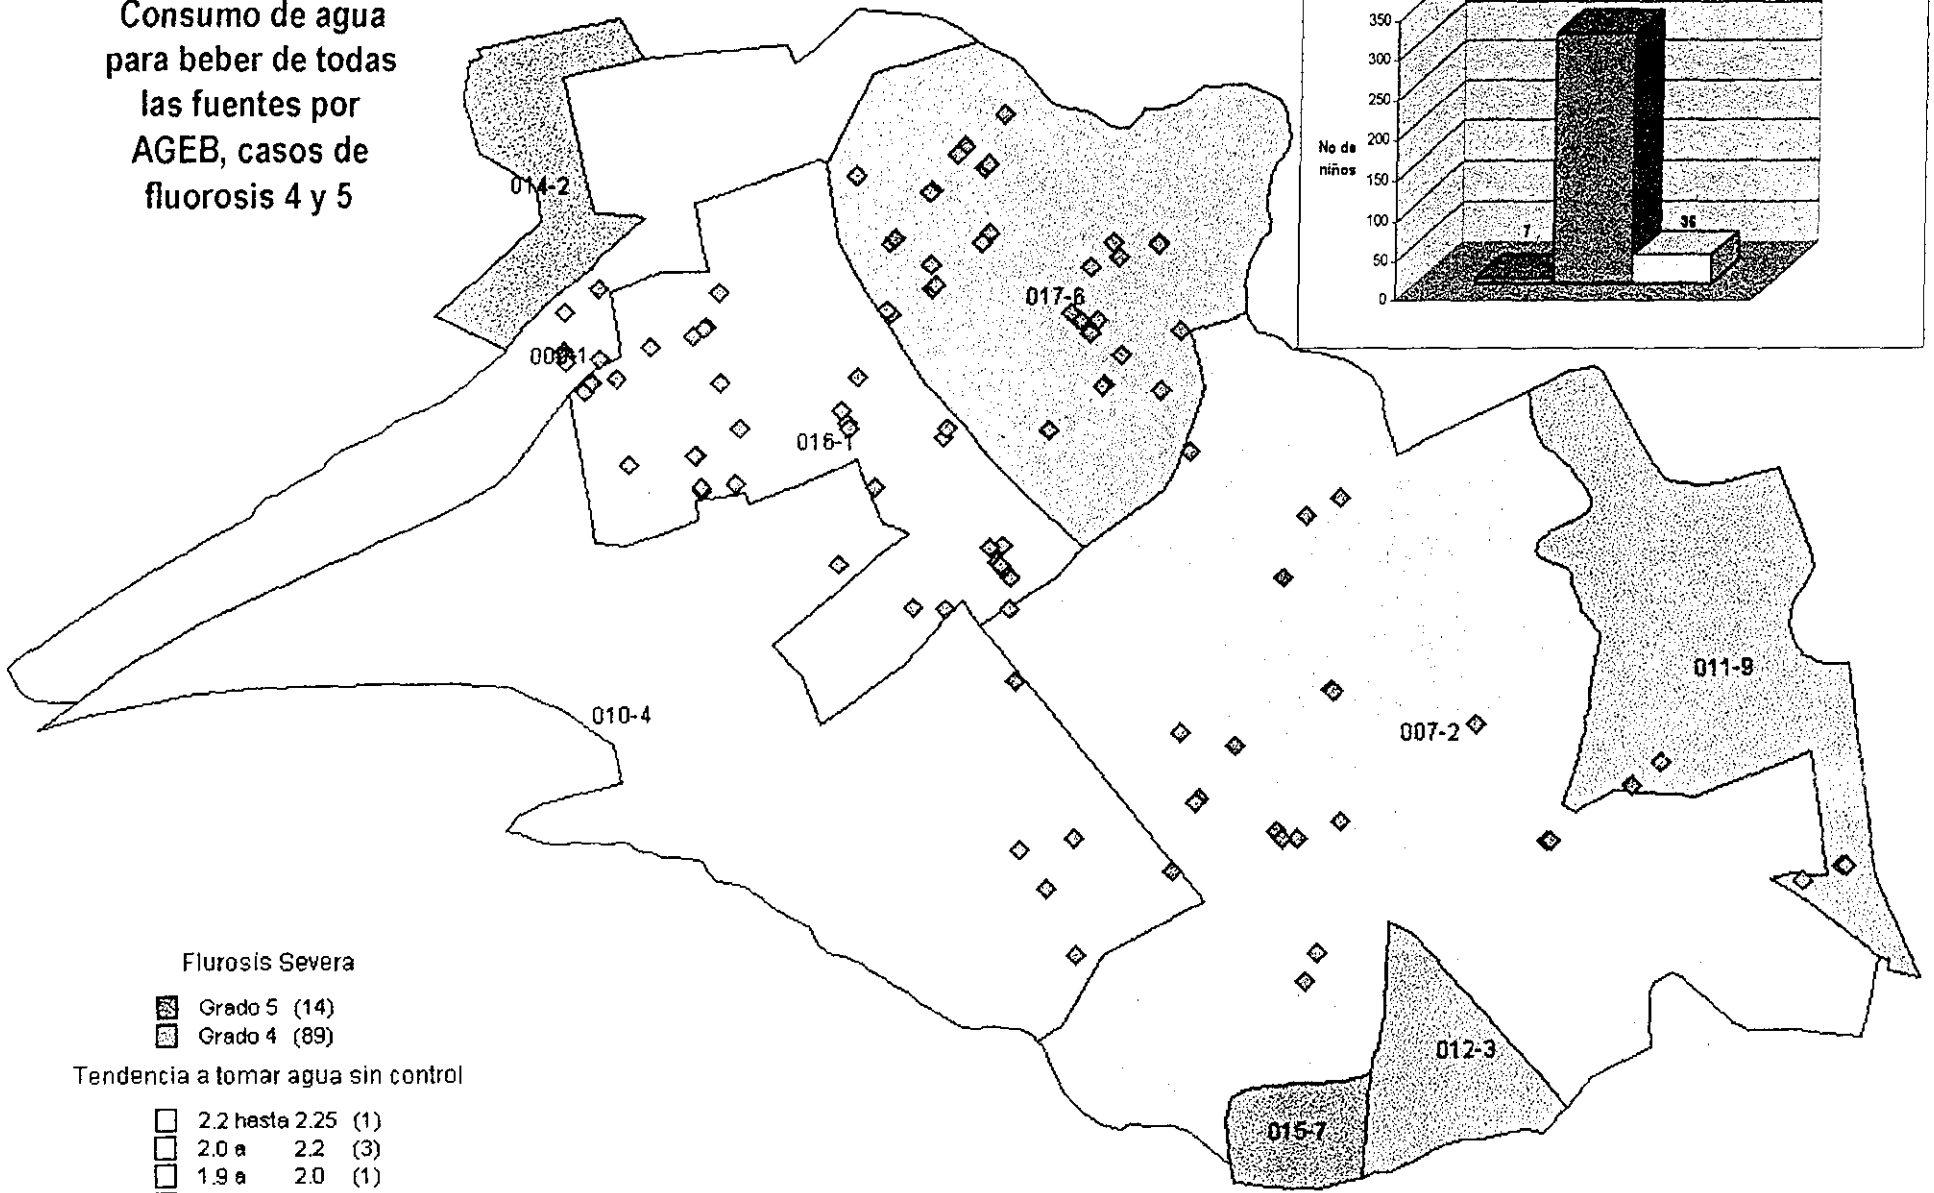 Consumo de agua
para beber de todas
las fuentes por
AGEB, casos de
fluorosis 4 y 5
350
300
250
200
150
100
50
0
No de
niños
7
36
014-2
017-6
009-1
016-1
010-4
011-9
007-2
012-3
015-7
Flurosis Severa
Grado 5 (14)
Grado 4 (89)
Tendencia a tomar agua sin control
2.2 hasta 2.25 (1)
2.0 a 2.2 (3)
1.9 a 2.0 (1)